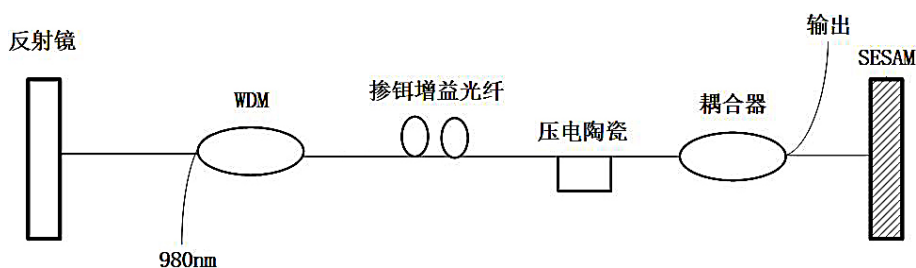 反射镜
WDM
掺铒增益光纤
压电陶瓷
耦合器
输出
SESAM
980nm